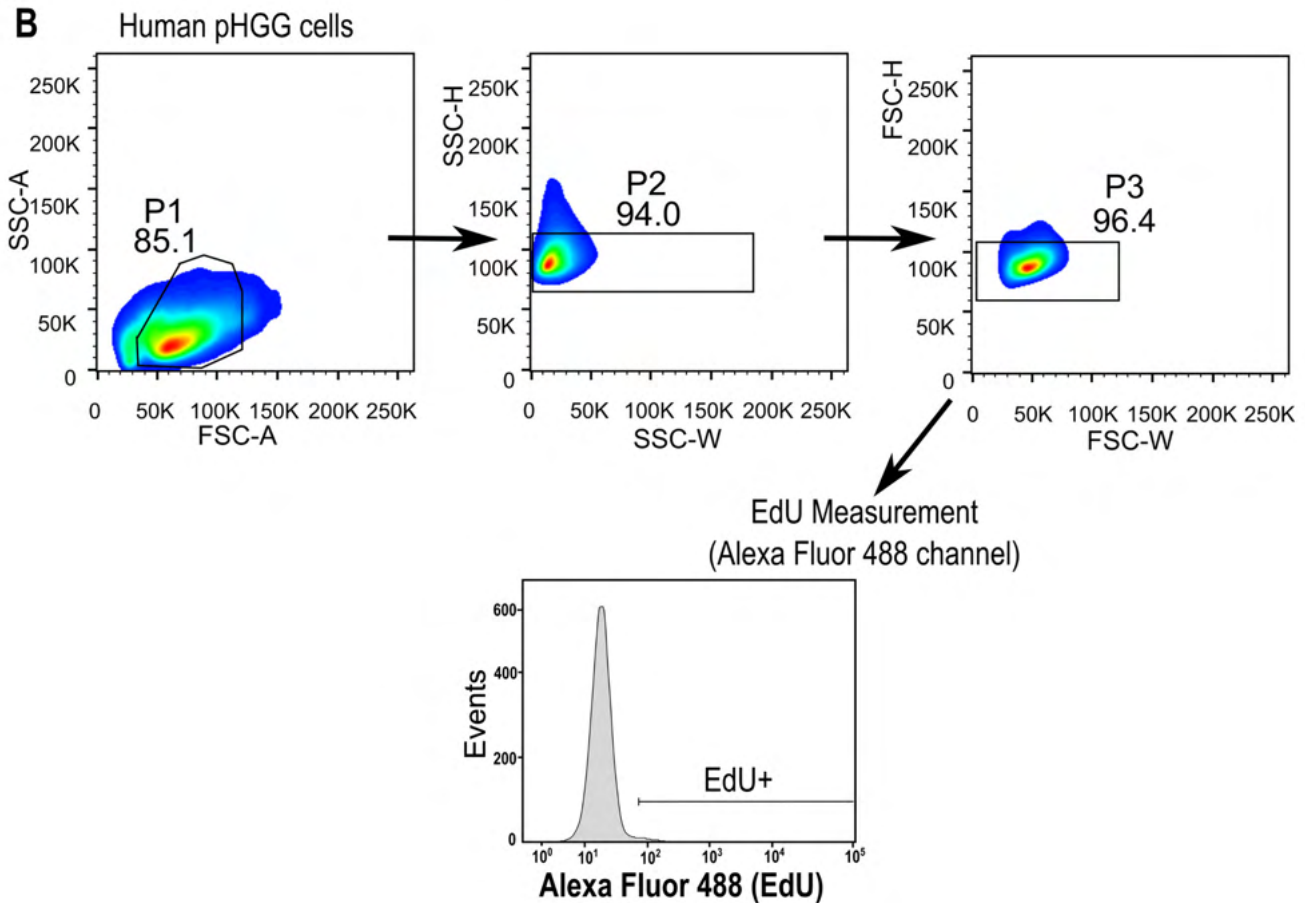 B
Human pHGG cells
250K
200K
150K
100K
50K
0
SSC-A
P1
85.1
0 50K 100K 150K 200K 250K
FSC-A
250K
200K
150K
100K
50K
0
SSC-H
P2
94.0
0 50K 100K 150K 200K 250K
SSC-W
250K
200K
150K
100K
50K
0
FSC-H
P3
96.4
0 50K 100K 150K 200K 250K
FSC-W
EdU Measurement
(Alexa Fluor 488 channel)
600
400
200
0
Events
EdU+
10⁰ 10¹ 10² 10³ 10⁴ 10⁵
Alexa Fluor 488 (EdU)